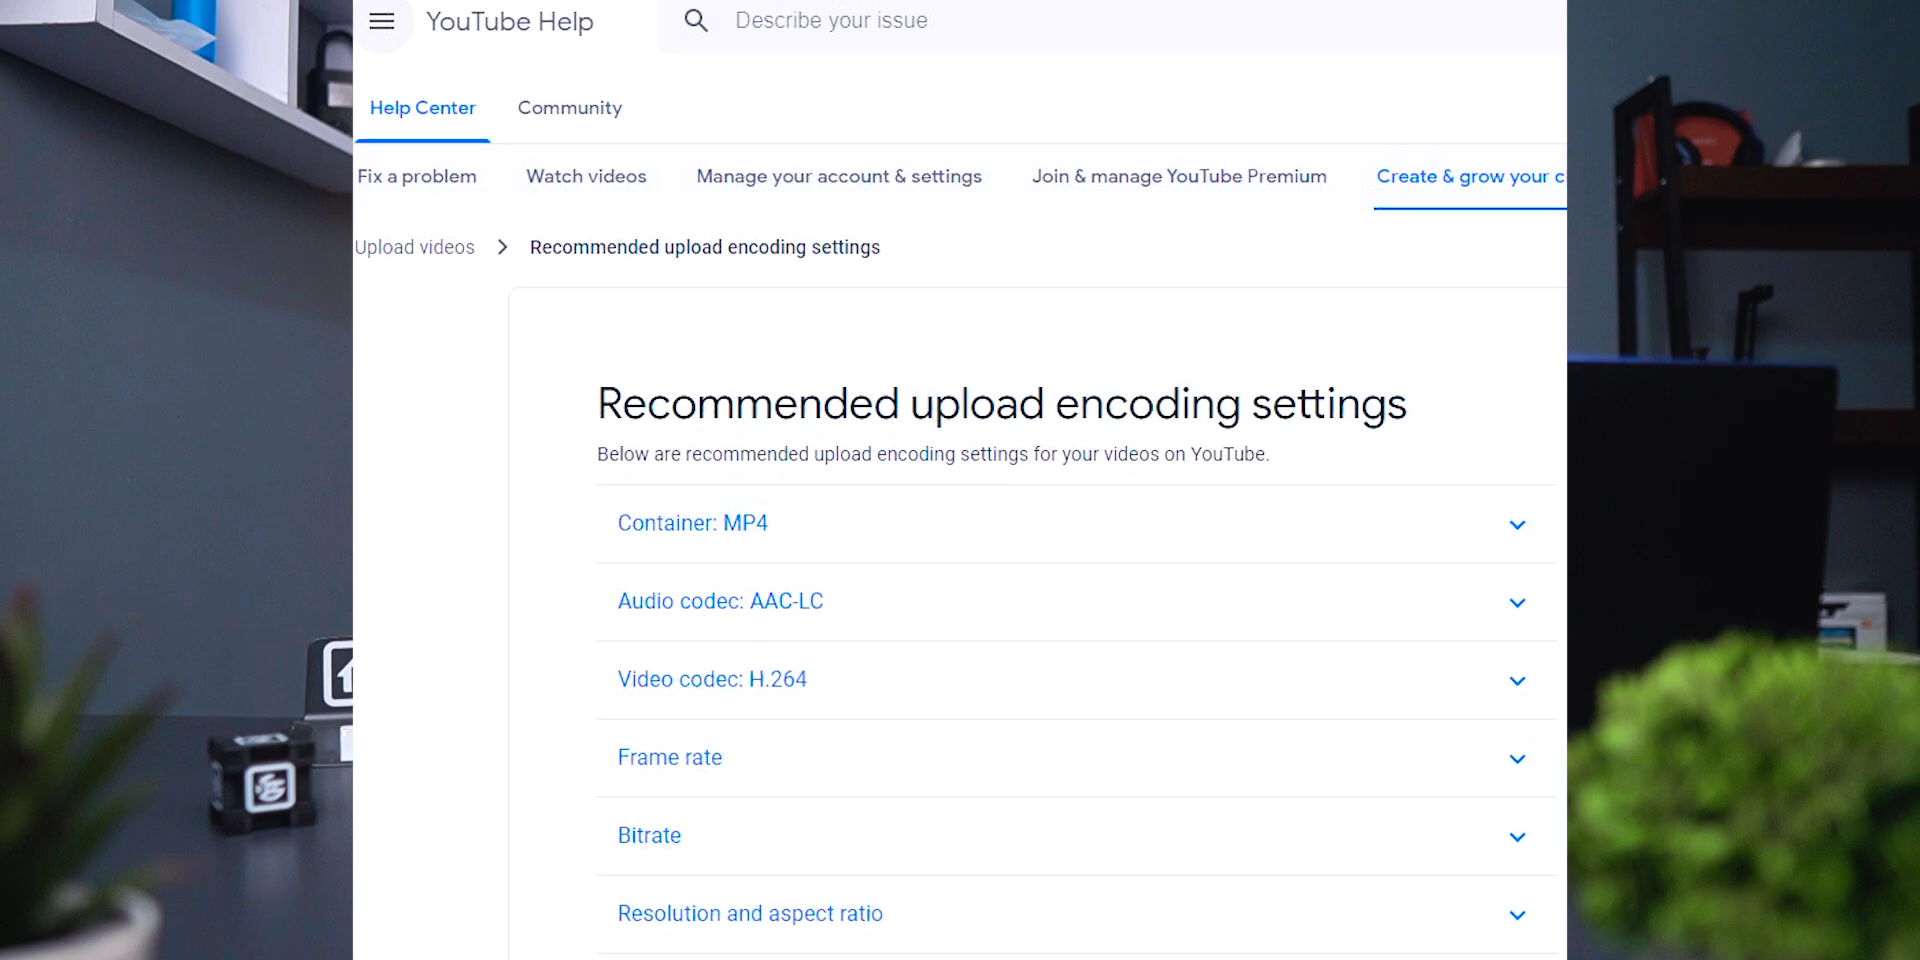 YouTube Help
Describe your issue
Help Center Community
Fix a problem Watch videos Manage your account & settings Join & manage YouTube Premium Create & grow your c
Upload videos Recommended upload encoding settings
Recommended upload encoding settings
Below are recommended upload encoding settings for your videos on YouTube.
Container: MP4
Audio codec: AAC-LC
Video codec: H.264
Frame rate
Bitrate
Resolution and aspect ratio